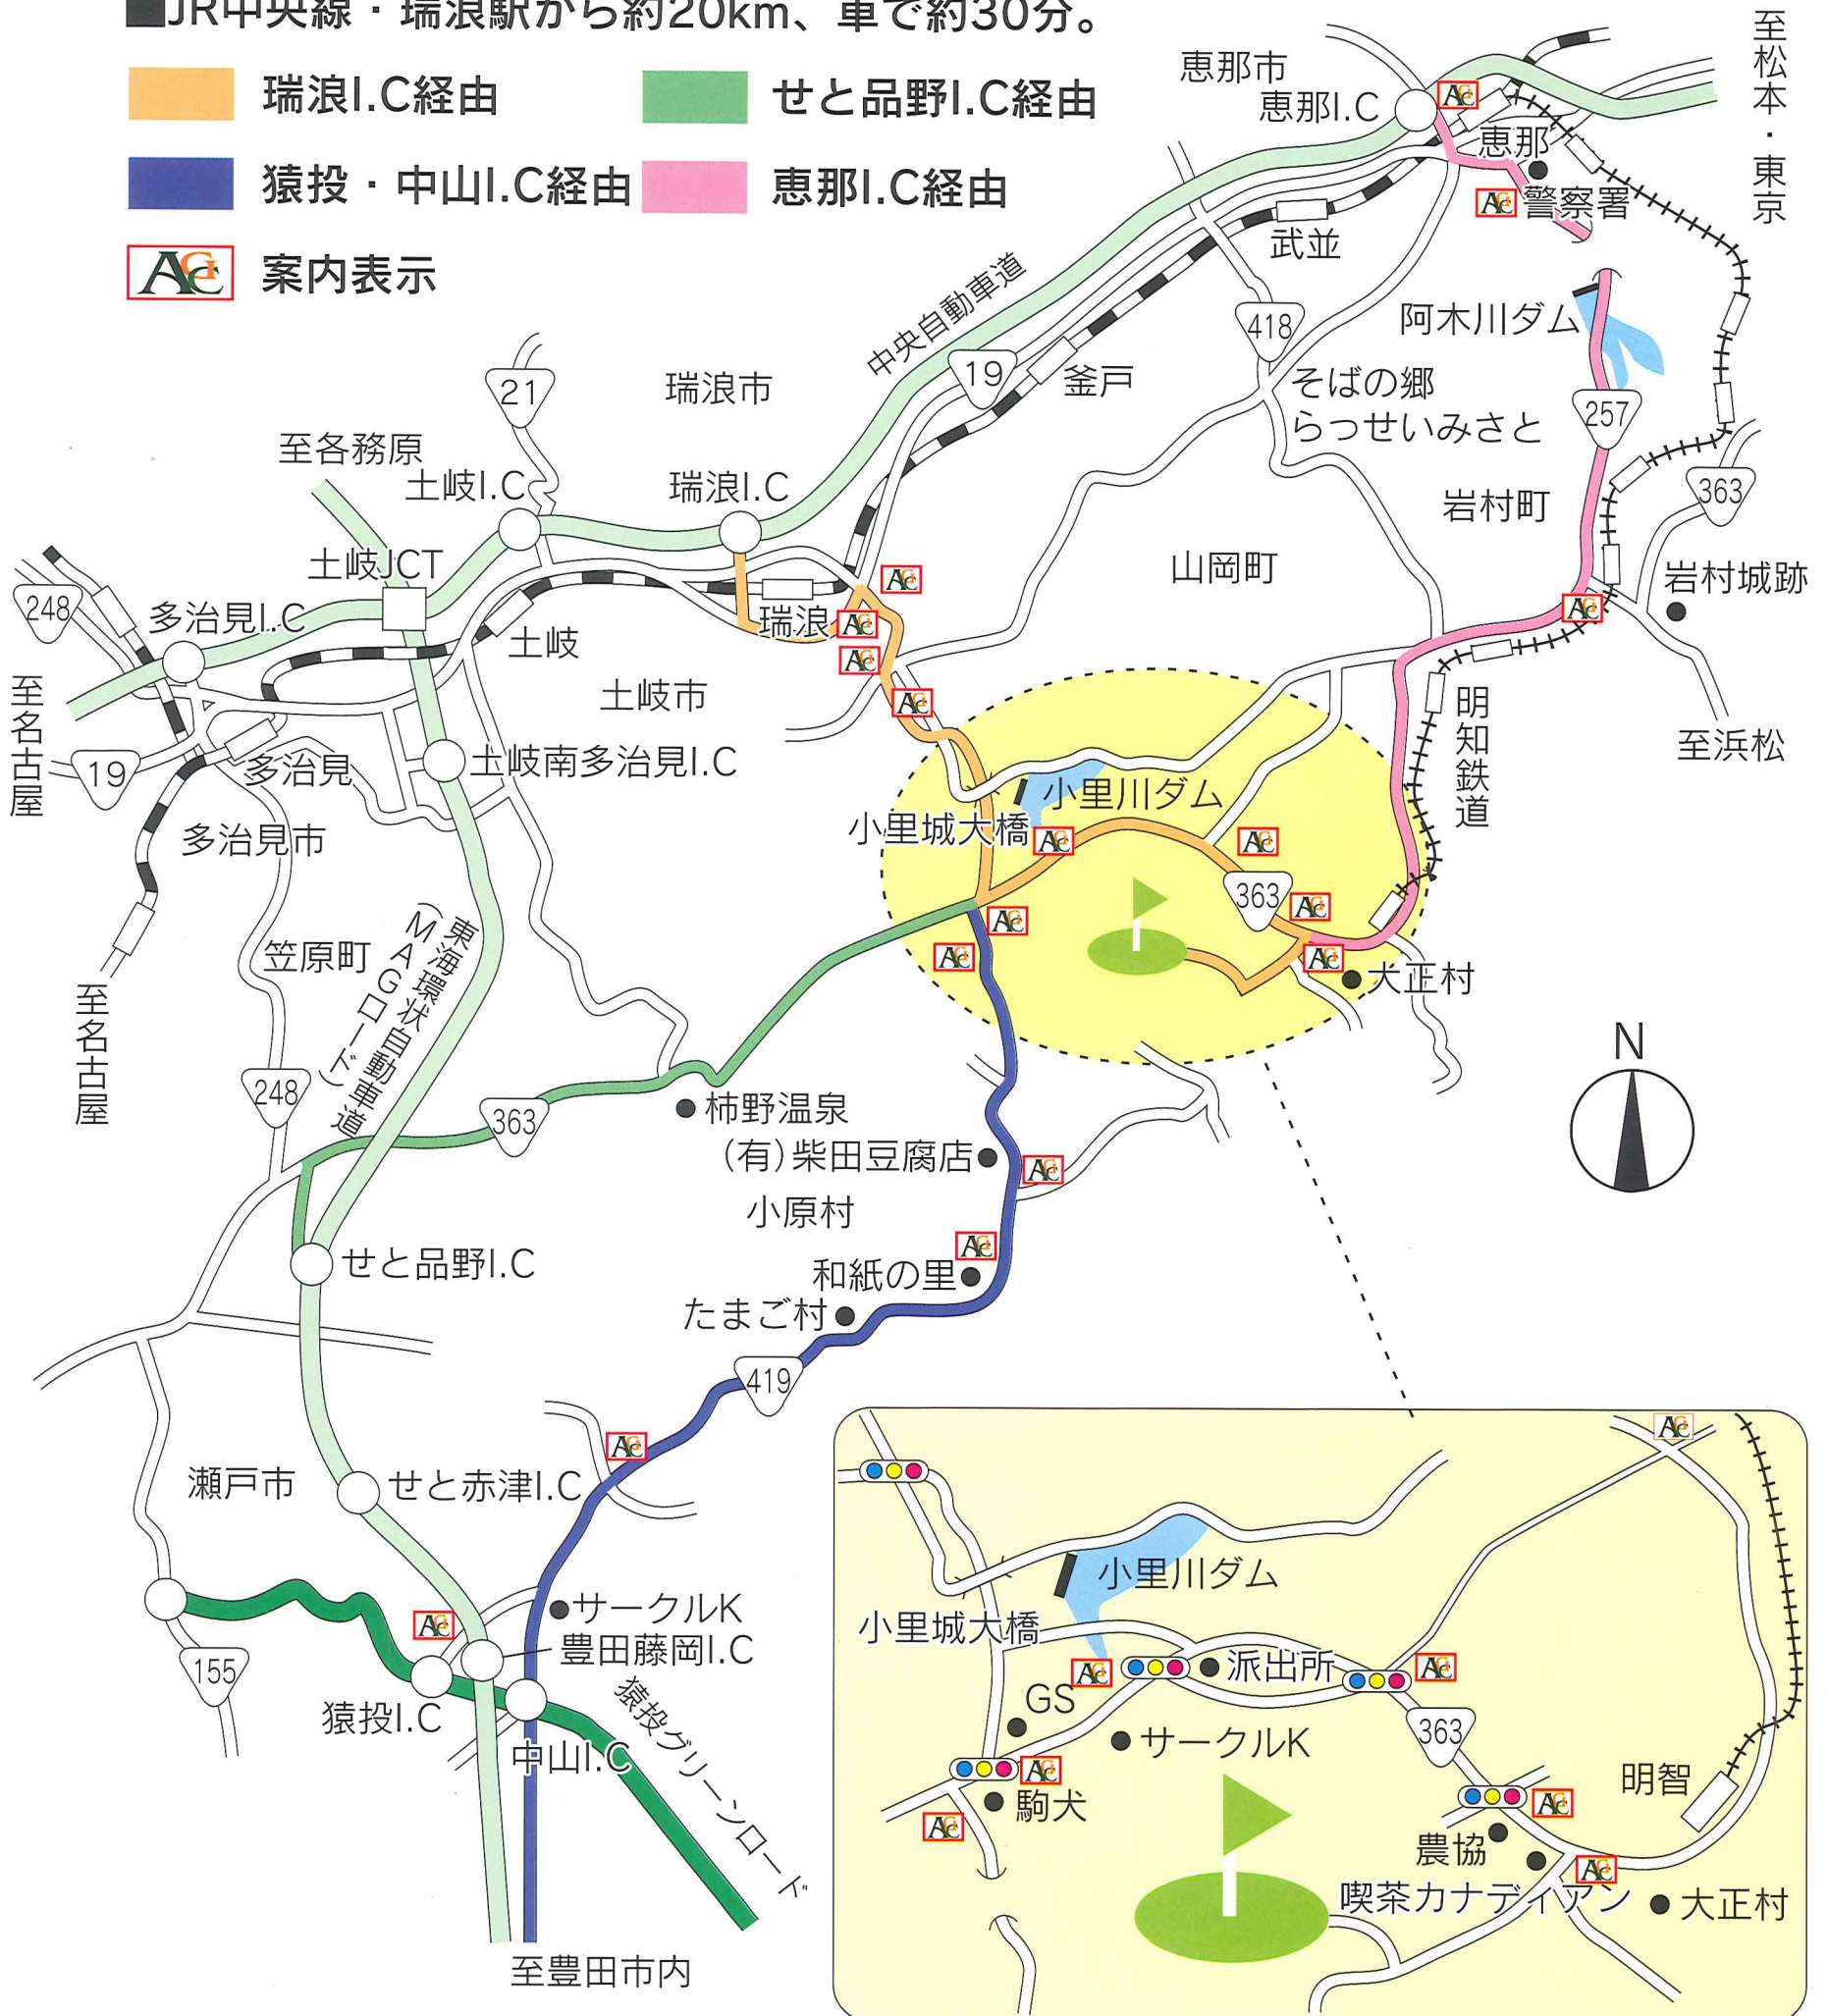 ■JR中央線・瑞浪駅から約20km、車で約30分。
瑞浪I.C経由
せと品野I.C経由
猿投・中山I.C経由
恵那I.C経由
AGCC
案内表示
至松本・東京
恵那市
恵那I.C
恵那
警察署
武並
中央自動車道
418
阿木川ダム
19
釜戸
そばの郷
らっせいみさと
257
21
瑞浪市
至各務原
土岐I.C
瑞浪I.C
岩村町
363
土岐JCT
山岡町
岩村城跡
248
多治見I.C
瑞浪
土岐
土岐市
至名古屋
明知鉄道
至浜松
19
多治見
土岐南多治見I.C
小里川ダム
小里城大橋
多治見市
363
笠原町
東海環状自動車道
(MAGロード)
大正村
至名古屋
N
248
363
柿野温泉
(有)柴田豆腐店
小原村
せと品野I.C
和紙の里
たまご村
419
瀬戸市
せと赤津I.C
サークルK
豊田藤岡I.C
155
猿投I.C
中山I.C
猿投グリーンロード
至豊田市内
小里川ダム
小里城大橋
派出所
GS
サークルK
363
駒犬
明智
農協
喫茶カナディアン
大正村